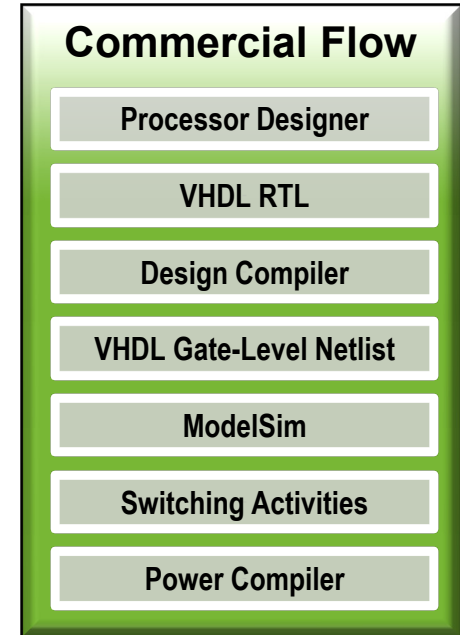 Commercial Flow
Processor Designer
VHDL RTL
Design Compiler
VHDL Gate-Level Netlist
ModelSim
Switching Activities
Power Compiler